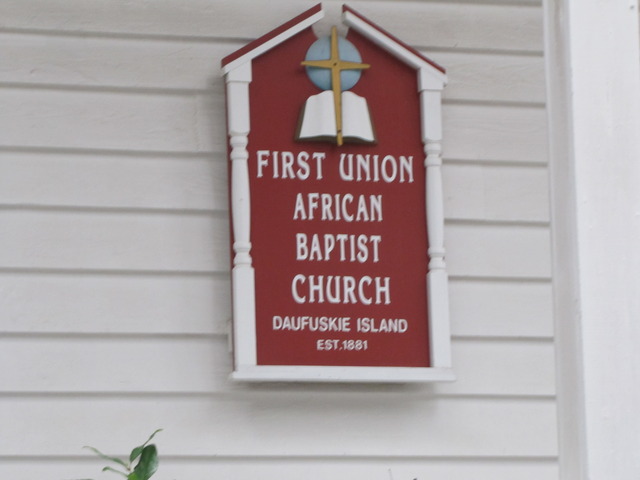 FIRST UNION
AFRICAN
BAPTIST
CHURCH
DAUFUSKIE ISLAND
EST.1881